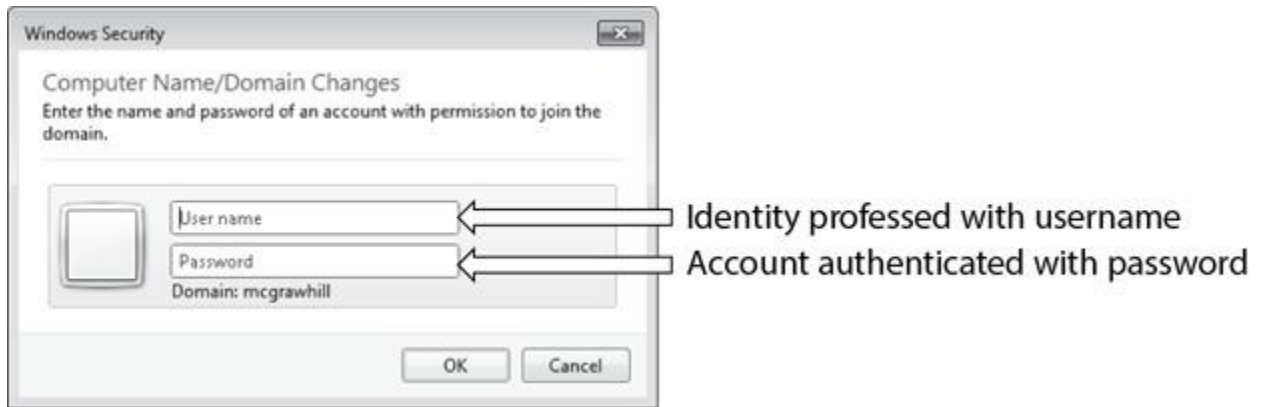 Windows Security
Computer Name/Domain Changes
Enter the name and password of an account with permission to join the
domain.
User name
Identity professed with username
Password
Account authenticated with password
Domain: mcgrawhill
OK
Cancel